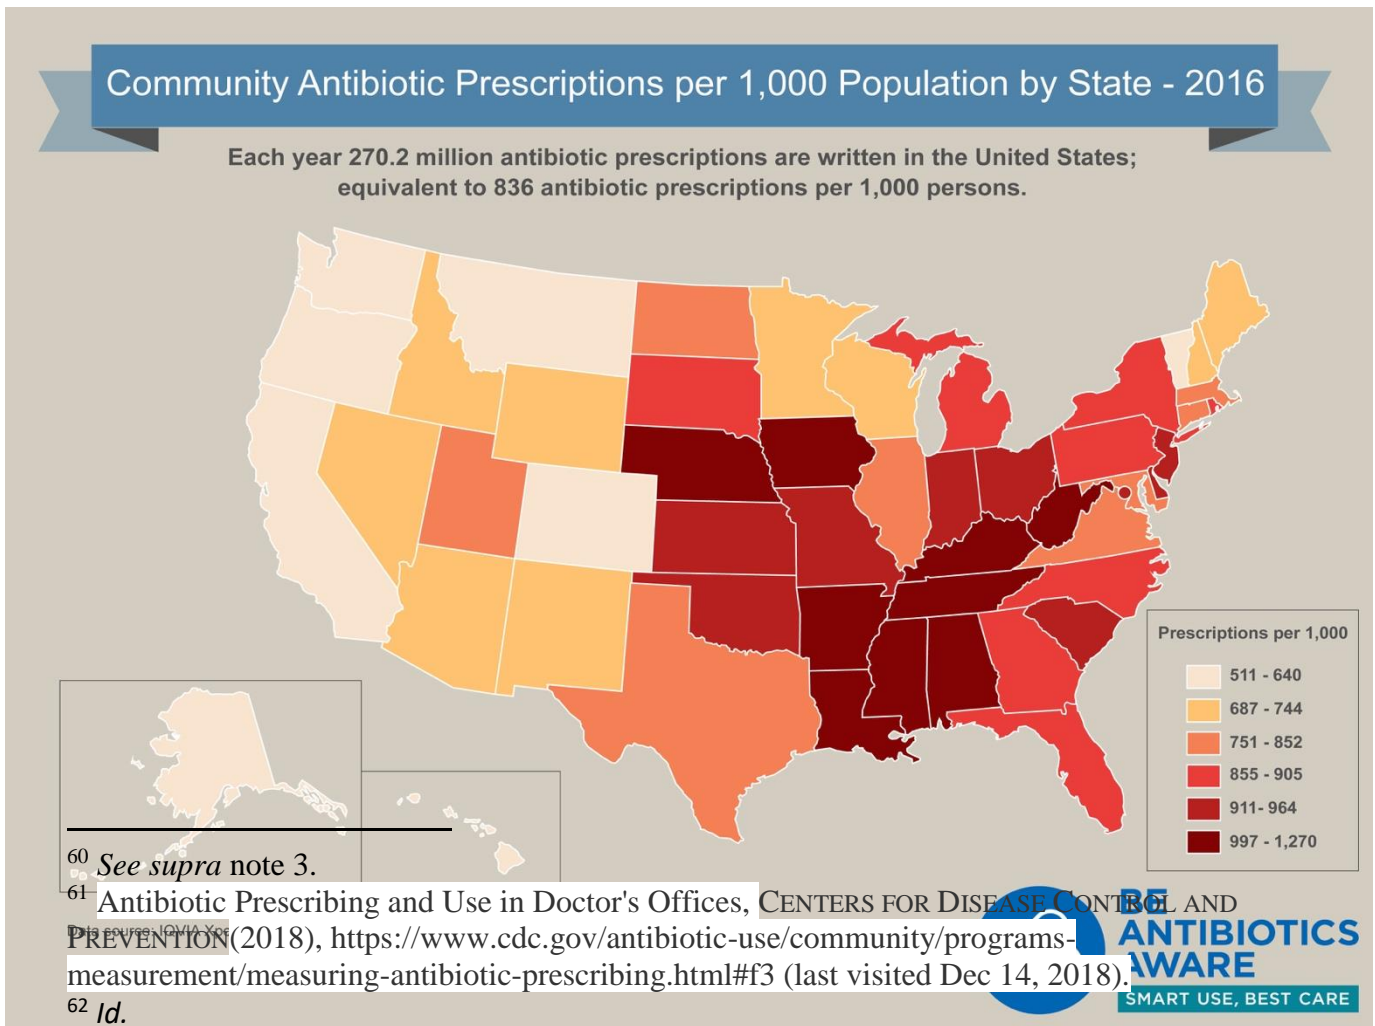 Community Antibiotic Prescriptions per 1,000 Population by State - 2016
Each year 270.2 million antibiotic prescriptions are written in the United States;
equivalent to 836 antibiotic prescriptions per 1,000 persons.
Prescriptions per 1,000
511 - 640
687 - 744
751 - 852
855 - 905
911- 964
997 - 1,270
60 See supra note 3.
61 Antibiotic Prescribing and Use in Doctor's Offices, CENTERS FOR DISEASE CONTROL AND
PREVENTION(2018), https://www.cdc.gov/antibiotic-use/community/programs-
measurement/measuring-antibiotic-prescribing.html#f3 (last visited Dec 14, 2018).
62 Id.
Data source: IQVIA
BE
ANTIBIOTICS
AWARE
SMART USE, BEST CARE